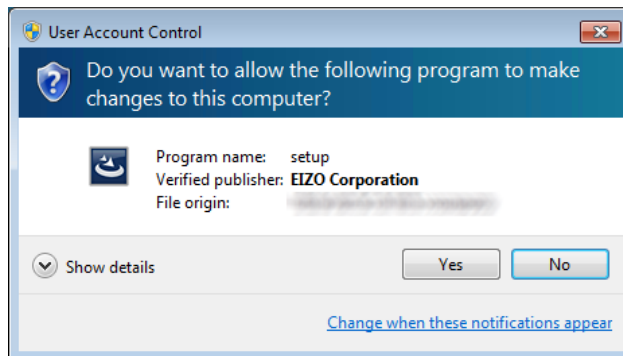 User Account Control
Do you want to allow the following program to make
changes to this computer?
Program name: setup
Verified publisher: EIZO Corporation
File origin:
Show details
Yes
No
Change when these notifications appear